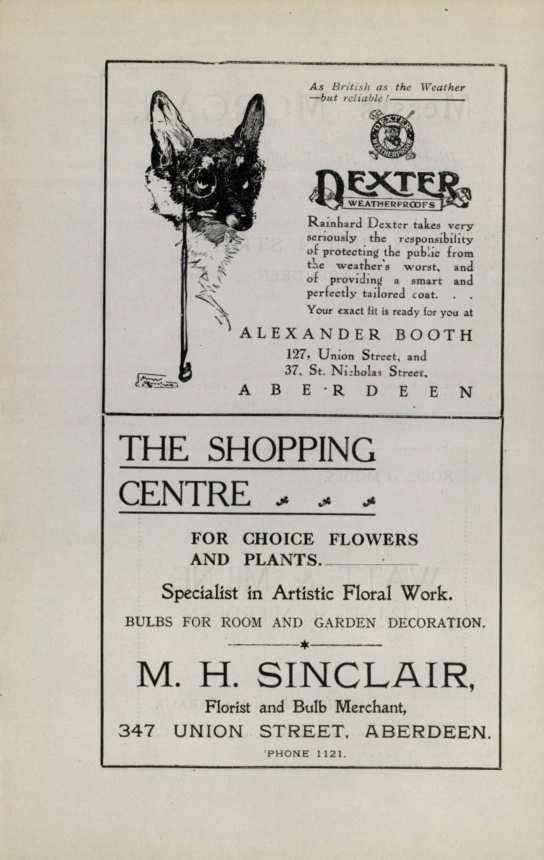 As British as the Weather
—but reliable!
DEXTER
WEATHERPROOFS
Rainhard Dexter takes very
seriously the responsibility
of protecting the public from
the weather's worst, and
of providing a smart and
perfectly tailored coat. . .
Your exact fit is ready for you at
ALEXANDER BOOTH
127, Union Street, and
37, St. Nicholas Street,
ABERDEEN
THE SHOPPING
CENTRE
FOR CHOICE FLOWERS
AND PLANTS.
Specialist in Artistic Floral Work.
BULBS FOR ROOM AND GARDEN DECORATION.
M. H. SINCLAIR,
Florist and Bulb Merchant,
347 UNION STREET, ABERDEEN.
'PHONE 1121.